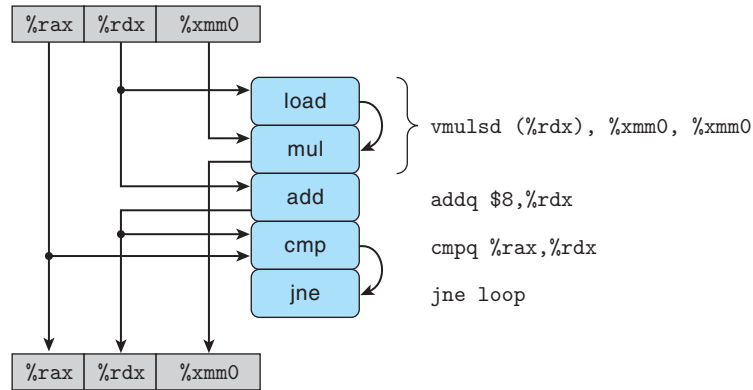 %rax %rdx %xmm0
load
mul
vmulsd (%rdx), %xmm0, %xmm0
add
addq $8,%rdx
cmp
cmpq %rax,%rdx
jne
jne loop
%rax %rdx %xmm0